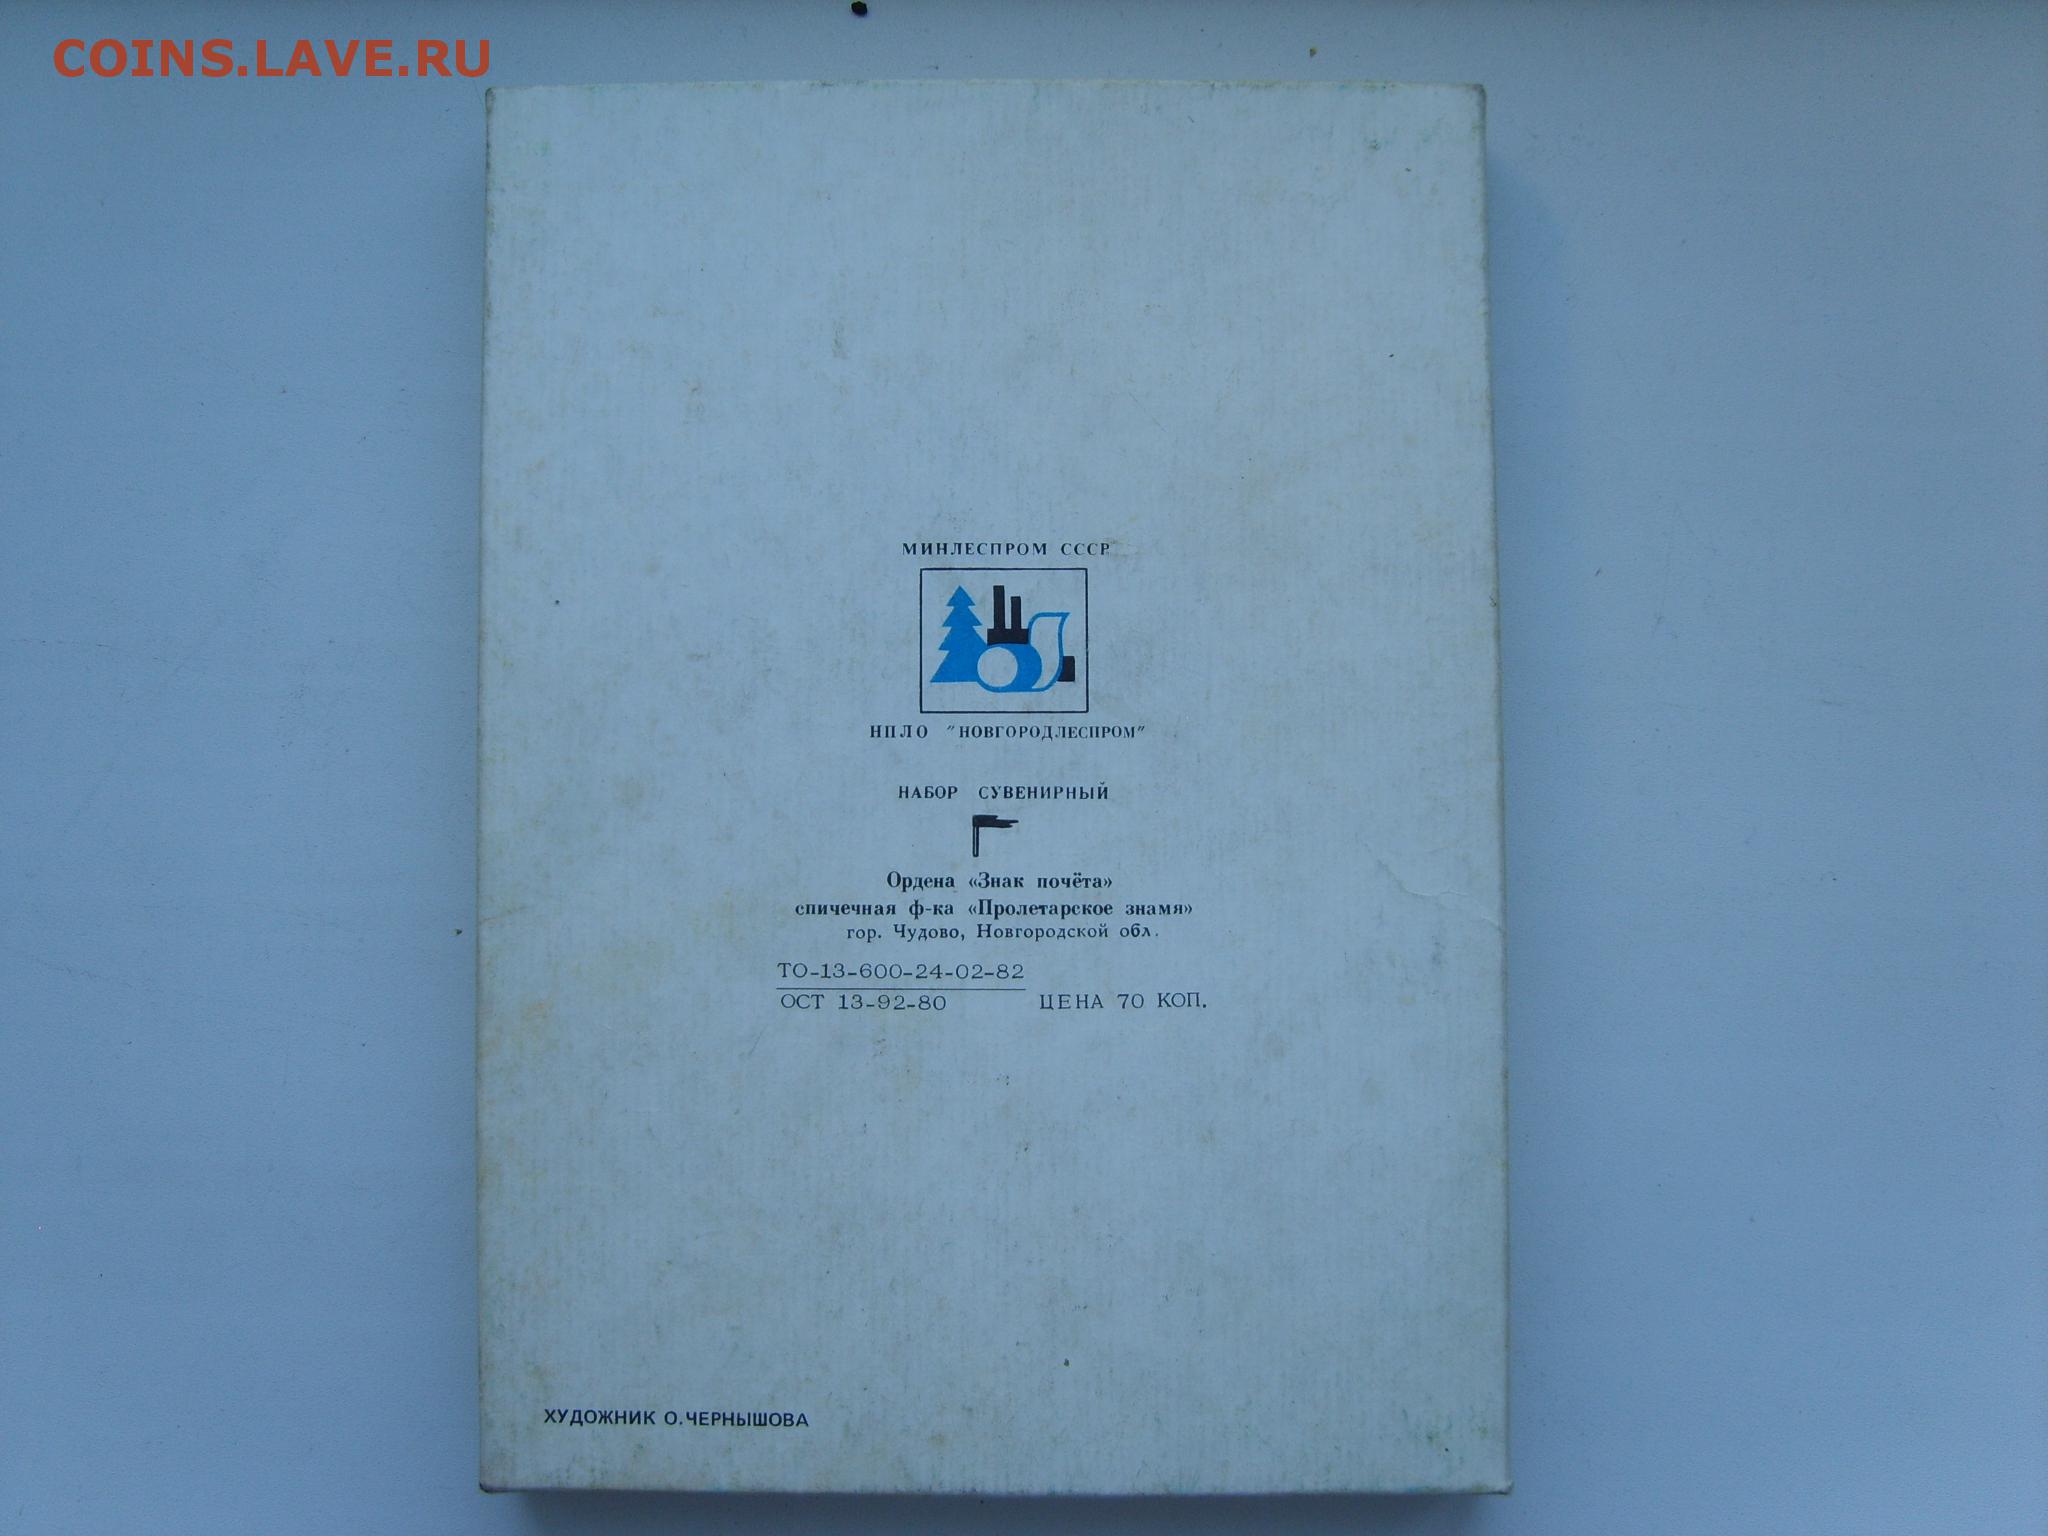 COINS.LAVE.RU
МИНЛЕСПРОМ СССР
НПЛО "НОВГОРОДЛЕСПРОМ"
НАБОР СУВЕНИРНЫЙ
Ордена «Знак почёта»
спичечная ф-ка «Пролетарское знамя»
гор. Чудово, Новгородской обл.
ТО-13-600-24-02-82
ОСТ 13-92-80 ЦЕНА 70 КОП.
ХУДОЖНИК О.ЧЕРНЫШОВА